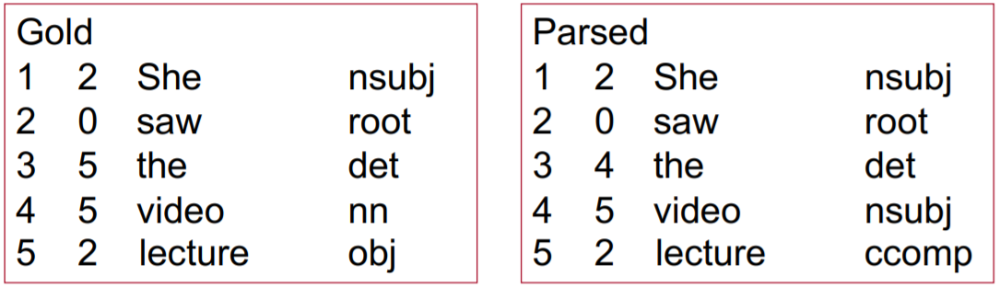 Gold
1 2 She nsubj
2 0 saw root
3 5 the det
4 5 video nn
5 2 lecture obj
Parsed
1 2 She nsubj
2 0 saw root
3 4 the det
4 5 video nsubj
5 2 lecture ccomp